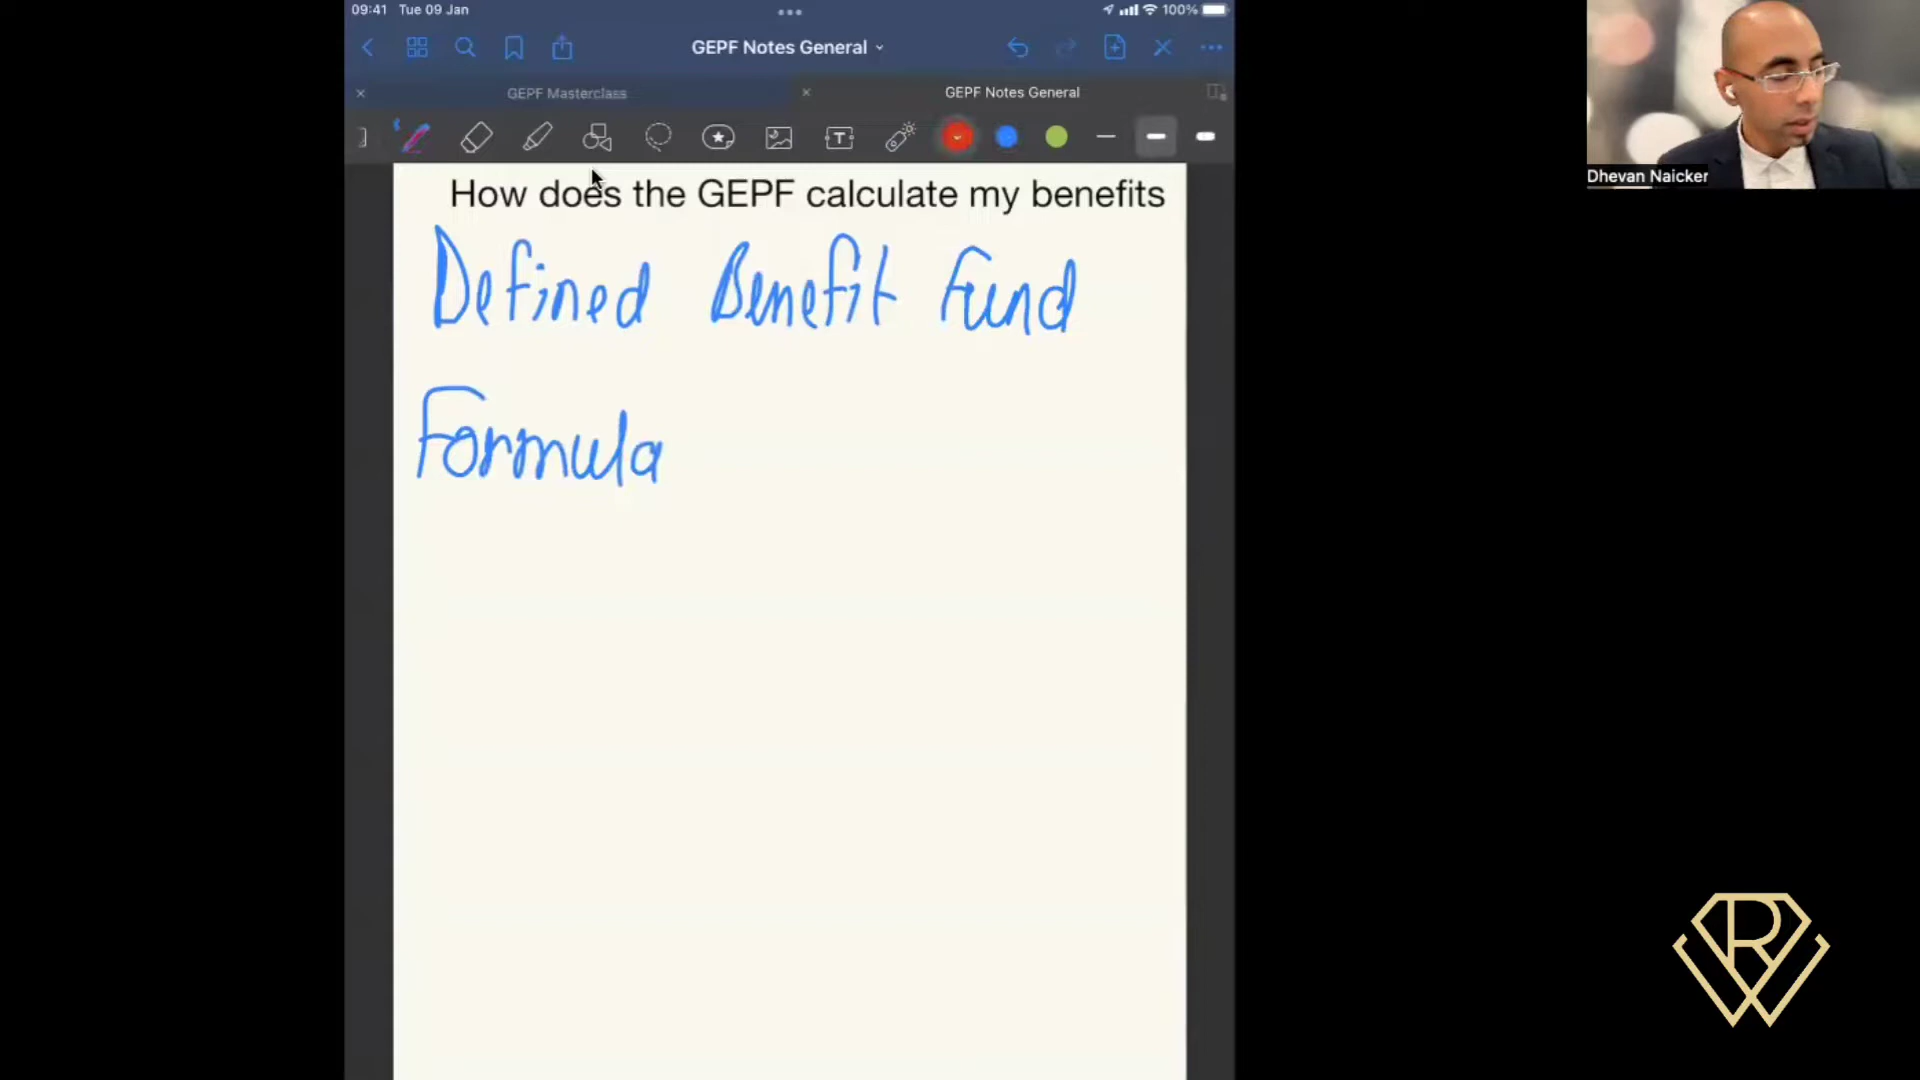 09:41 Tue 09 Jan
100%
GEPF Notes General
GEPF Masterclass
GEPF Notes General
T
How does the GEPF calculate my benefits
Defined Benefit Fund
Formula
Dhevan Naicker
RW